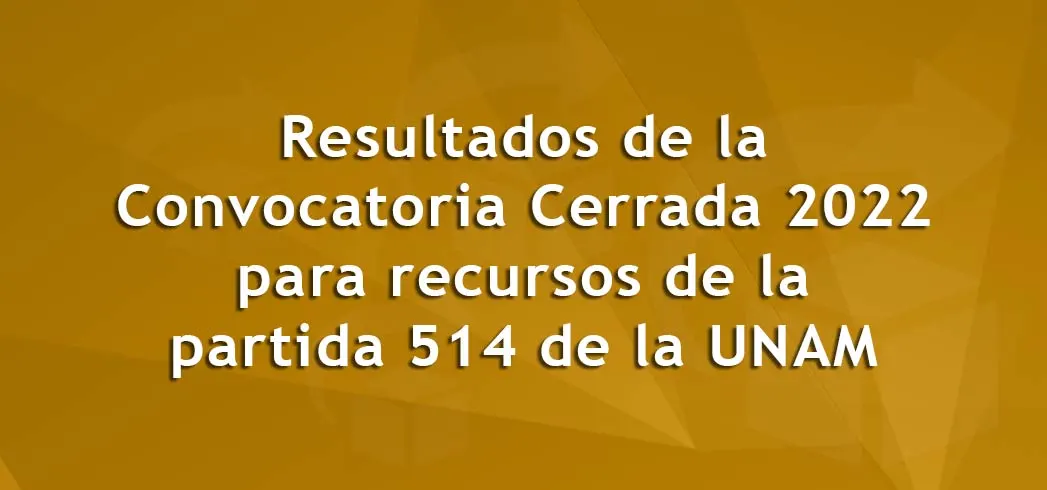 Resultados de la
Convocatoria Cerrada 2022
para recursos de la
partida 514 de la UNAM